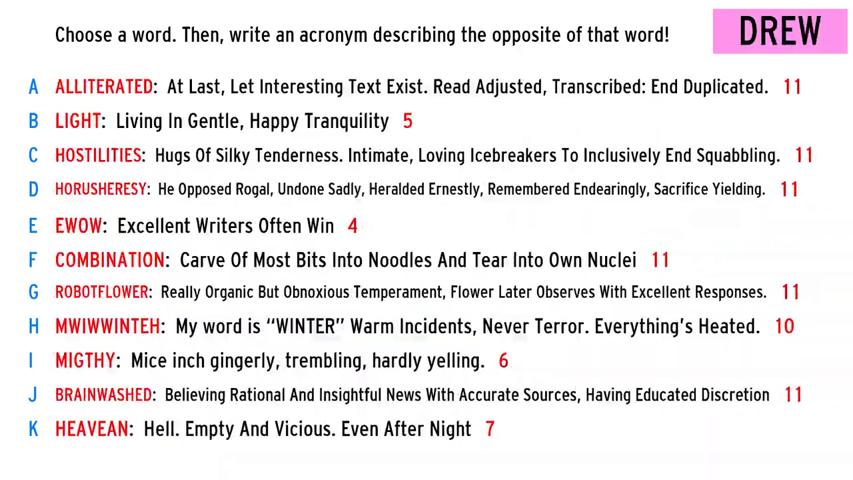 Choose a word. Then, write an acronym describing the opposite of that word!
DREW
A ALLITERATED: At Last, Let Interesting Text Exist. Read Adjusted, Transcribed: End Duplicated. 11
B LIGHT: Living In Gentle, Happy Tranquility 5
C HOSTILITIES: Hugs Of Silky Tenderness. Intimate, Loving Icebreakers To Inclusively End Squabbling. 11
D HORUSHERESY: He Opposed Rogal, Undone Sadly, Heralded Ernestly, Remembered Endearingly, Sacrifice Yielding. 11
E EWOW: Excellent Writers Often Win 4
F COMBINATION: Carve Of Most Bits Into Noodles And Tear Into Own Nuclei 11
G ROBOTFLOWER: Really Organic But Obnoxious Temperament, Flower Later Observes With Excellent Responses. 11
H MWIWWINTEH: My word is “WINTER” Warm Incidents, Never Terror. Everything's Heated. 10
I MIGTHY: Mice inch gingerly, trembling, hardly yelling. 6
J BRAINWASHED: Believing Rational And Insightful News With Accurate Sources, Having Educated Discretion 11
K HEAVEAN: Hell. Empty And Vicious. Even After Night 7